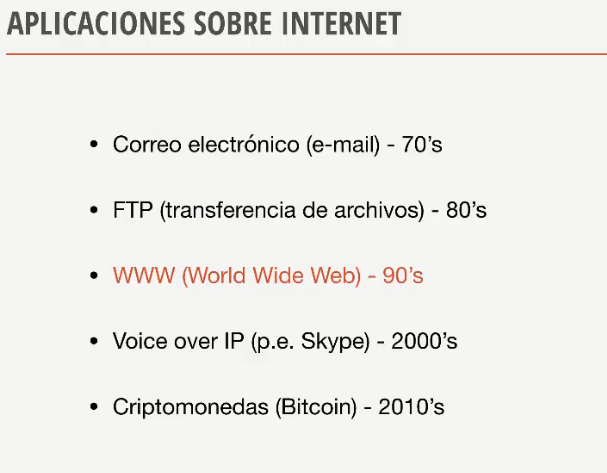 APLICACIONES SOBRE INTERNET
• Correo electrónico (e-mail) - 70’s
• FTP (transferencia de archivos) - 80’s
• WWW (World Wide Web) - 90’s
• Voice over IP (p.e. Skype) - 2000’s
• Criptomonedas (Bitcoin) - 2010’s